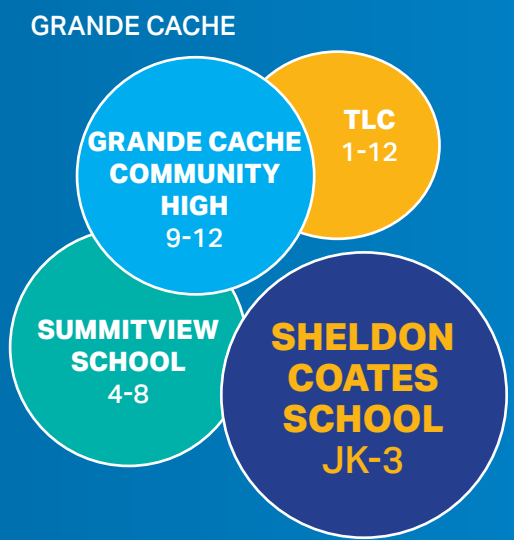 GRANDE CACHE
TLC
1-12
GRANDE CACHE
COMMUNITY
HIGH
9-12
SUMMITVIEW
SCHOOL
4-8
SHELDON
COATES
SCHOOL
JK-3